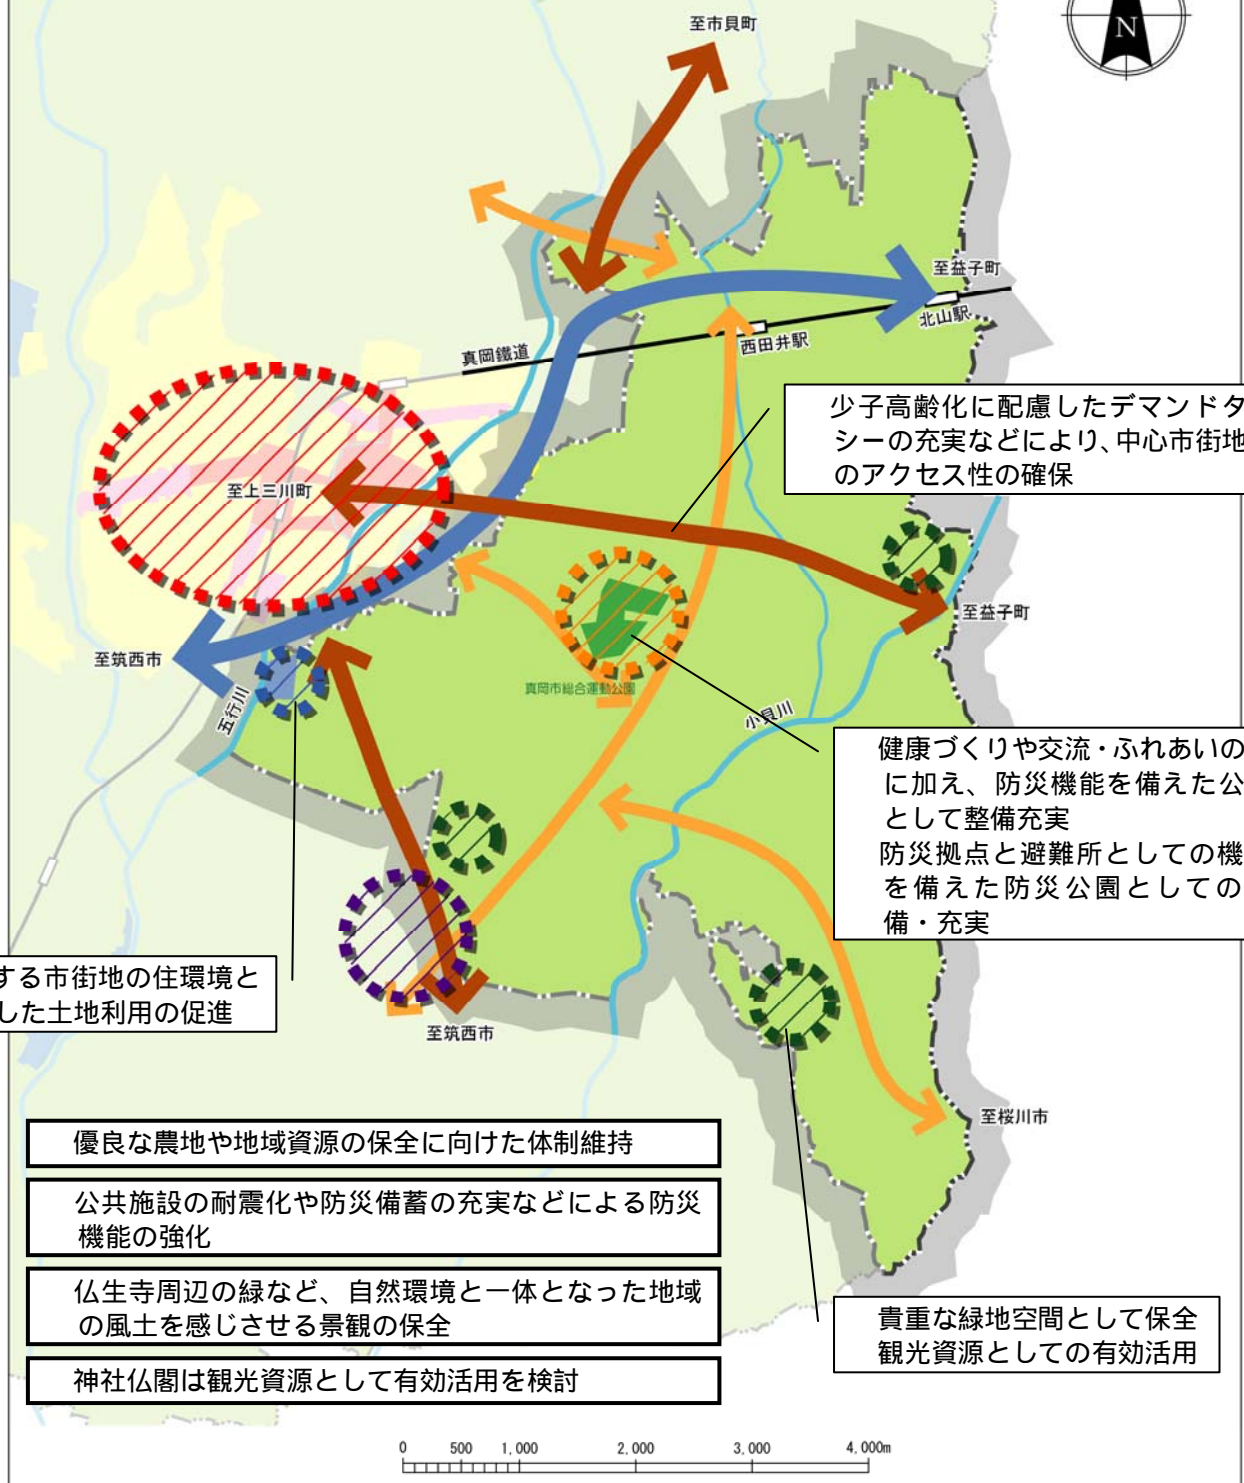 至市貝町
N
至益子町
北山駅
西田井駅
真岡鐵道
少子高齢化に配慮したデマンドタ
シーの充実などにより、中心市街地
のアクセス性の確保
至上三川町
至益子町
至筑西市
真岡市総合運動公園
五行川
小貝川
健康づくりや交流・ふれあいの
に加え、防災機能を備えた公
として整備充実
防災拠点と避難所としての機
を備えた防災公園としての
備・充実
する市街地の住環境と
した土地利用の促進
至筑西市
至桜川市
優良な農地や地域資源の保全に向けた体制維持
公共施設の耐震化や防災備蓄の充実などによる防災
機能の強化
仏生寺周辺の緑など、自然環境と一体となった地域
の風土を感じさせる景観の保全
神社仏閣は観光資源として有効活用を検討
貴重な緑地空間として保全
観光資源としての有効活用
0 500 1,000 2,000 3,000 4,000m